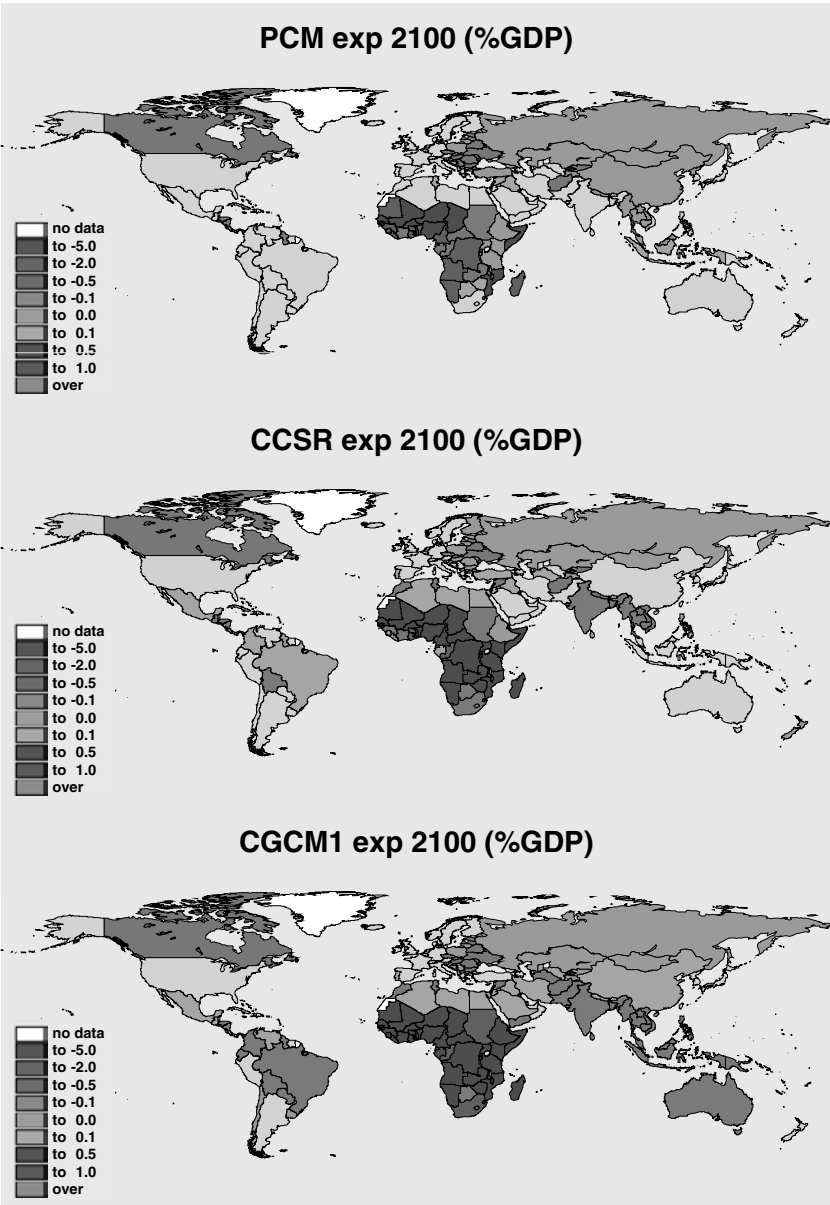 PCM exp 2100 (%GDP)
no data
to -5.0
to -2.0
to -0.5
to -0.1
to 0.0
to 0.1
to 0.5
to 1.0
over
CCSR exp 2100 (%GDP)
no data
to -5.0
to -2.0
to -0.5
to -0.1
to 0.0
to 0.1
to 0.5
to 1.0
over
CGCM1 exp 2100 (%GDP)
no data
to -5.0
to -2.0
to -0.5
to -0.1
to 0.0
to 0.1
to 0.5
to 1.0
over